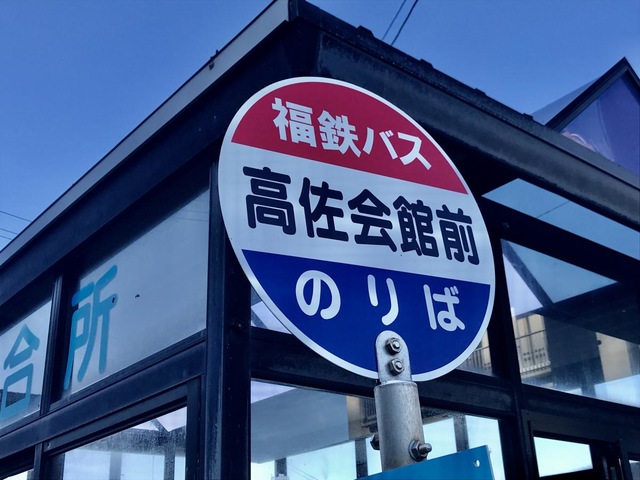 福鉄バス
高佐会館前
のりば
合所